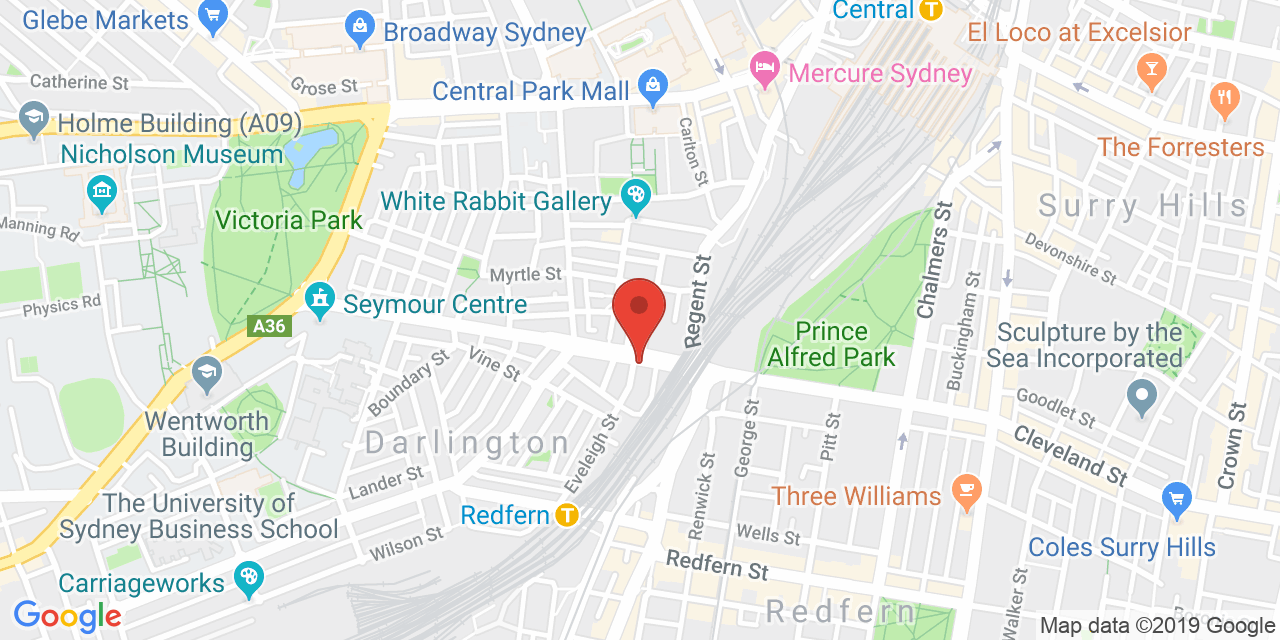 Central T
Glebe Markets
Broadway Sydney
El Loco at Excelsior
Catherine St
Grose St
Central Park Mall
Mercure Sydney
Holme Building (A09)
Carlton St
The Forresters
Nicholson Museum
White Rabbit Gallery
Surry Hills
Victoria Park
Manning Rd
Chalmers St
Devonshire St
Myrtle St
Regent St
Physics Rd
Seymour Centre
A36
Buckingham St
Prince
Alfred Park
Sculpture by the
Sea Incorporated
Boundary St
Vine St
Goodlet St
Wentworth
Building
Darlington
Eveleigh St
George St
Pitt St
Cleveland St
Crown St
Lander St
Renwick St
Three Williams
The University of
Sydney Business School
Redfern T
Wilson St
Wells St
Coles Surry Hills
Redfern St
Carriageworks
Walker St
Redfern
Google
Map data ©2019 Google